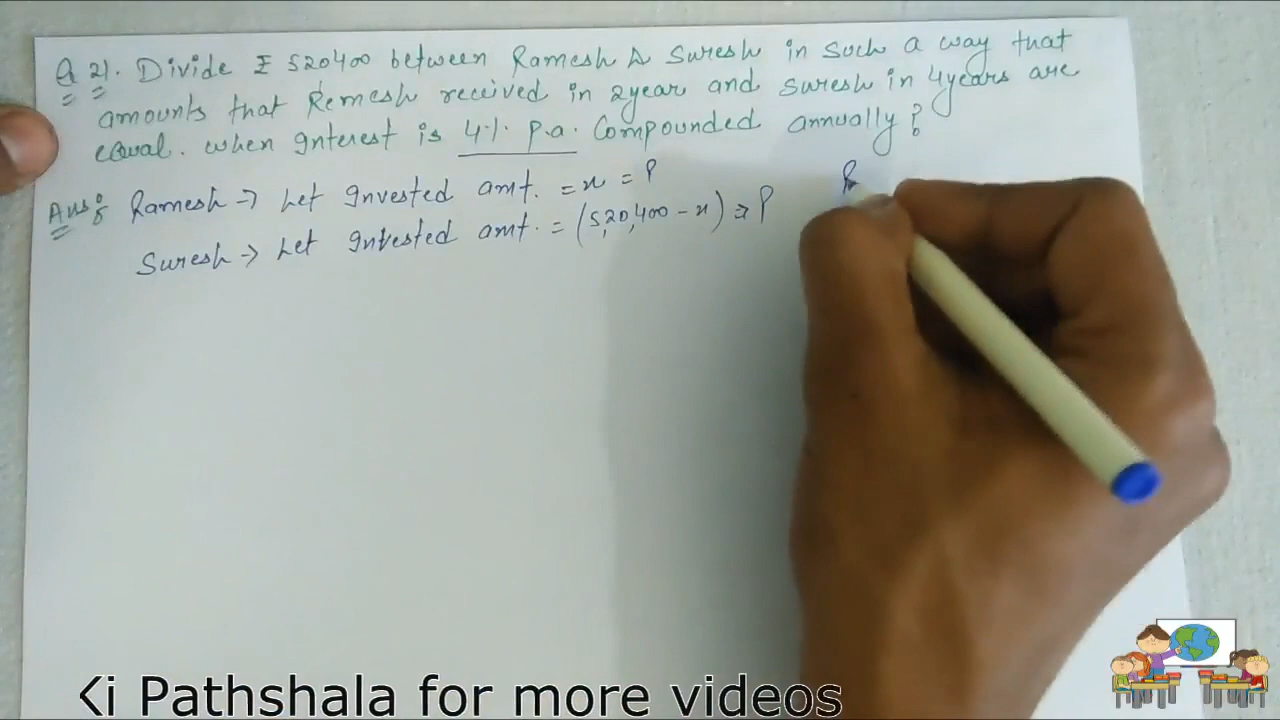 Q 21. Divide ₹ 520400 between Ramesh & Suresh in such a way that
amounts that Remesh received in 2year and Suresh in 4years are
equal. when Interest is 4%. p.a. Compounded annually?
Ans: Ramesh → Let Invested amt. = x = P
Suresh → Let Invested amt. = (5,20,400 - x) = P
Ki Pathshala for more videos